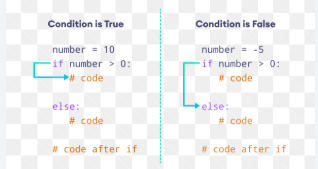 Condition is True
number = 10
if number > 0:
# code
else:
# code
# code after if
Condition is False
number = -5
if number > 0:
# code
else:
# code
# code after if